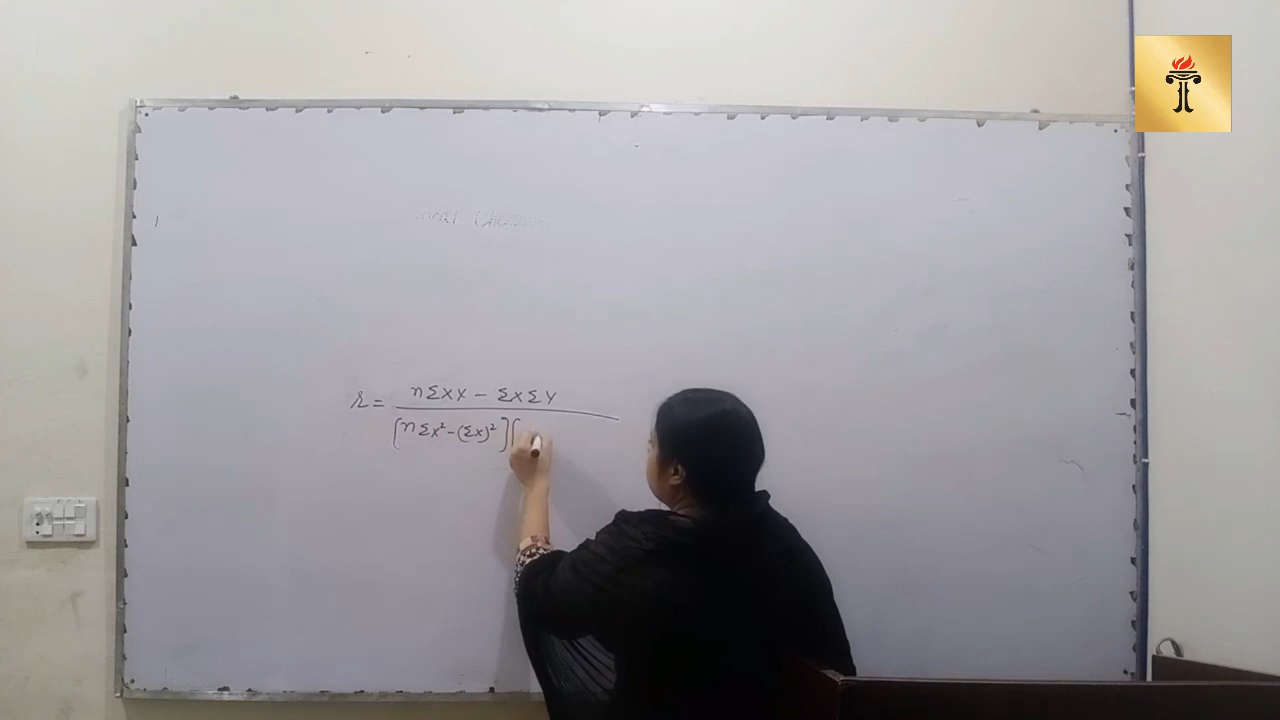 r = nΣXY - ΣXΣY
[nΣx² - (Σx)²] [